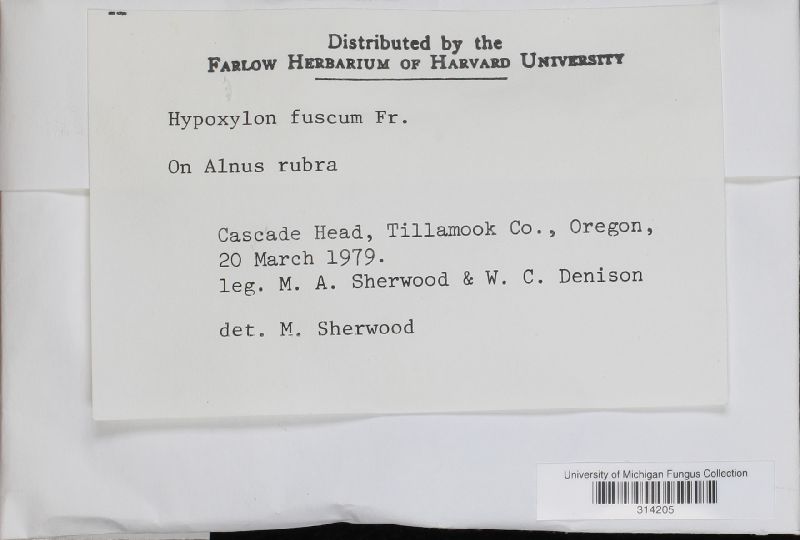 Distributed by the
FARLOW HERBARIUM OF HARVARD UNIVERSITY
Hypoxylon fuscum Fr.
On Alnus rubra
Cascade Head, Tillamook Co., Oregon,
20 March 1979.
leg. M. A. Sherwood & W. C. Denison
det. M. Sherwood
University of Michigan Fungus Collection
314205